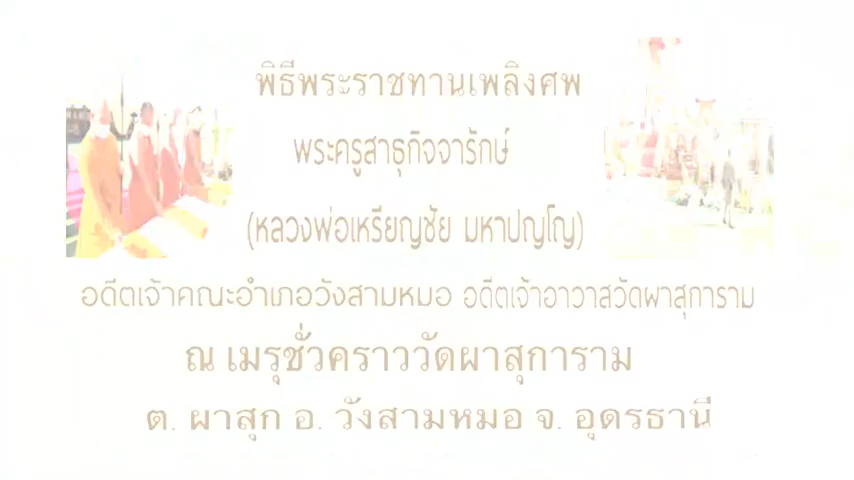 พิธีพระราชทานเพลิงศพ
พระครูสาธุกิจจารักษ์
(หลวงพ่อเหรียญชัย มหาปญฺโญ)
อดีตเจ้าคณะอำเภอวังสามหมอ อดีตเจ้าอาวาสวัดผาสุการาม
ณ เมรุชั่วคราววัดผาสุการาม
ต. ผาสุก อ. วังสามหมอ จ. อุดรธานี